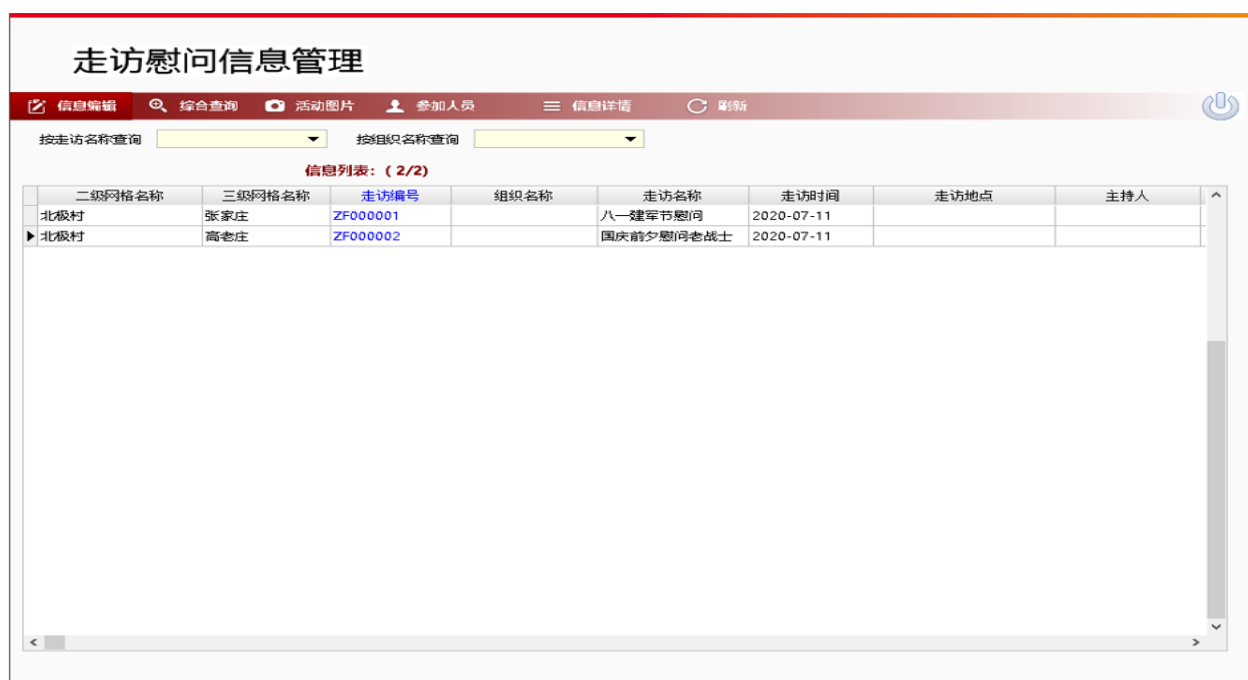 走访慰问信息管理
信息编辑 综合查询 活动图片 参加人员 信息详情 刷新
按走访名称查询 按组织名称查询
信息列表：( 2/2)
二级网格名称 三级网格名称 走访编号 组织名称 走访名称 走访时间 走访地点 主持人
北极村 张家庄 ZF000001 八一建军节慰问 2020-07-11
北极村 高老庄 ZF000002 国庆前夕慰问老战士 2020-07-11